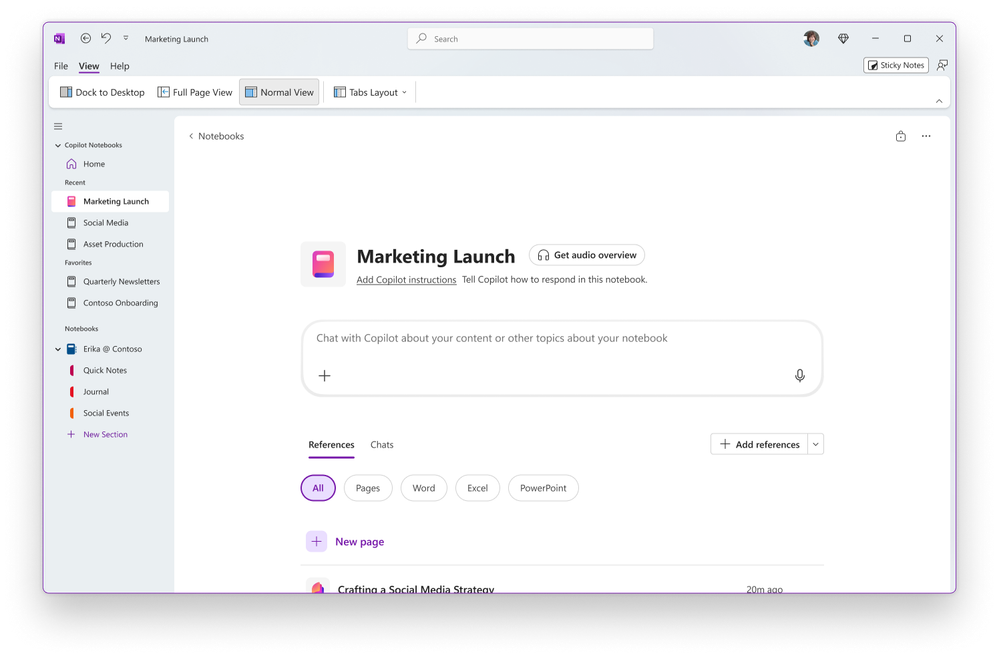 Marketing Launch
Search
File View Help
Sticky Notes
Dock to Desktop Full Page View Normal View Tabs Layout
Copilot Notebooks
Home
Recent
Marketing Launch
Social Media
Asset Production
Favorites
Quarterly Newsletters
Contoso Onboarding
Notebooks
Erika @ Contoso
Quick Notes
Journal
Social Events
New Section
Notebooks
Marketing Launch
Get audio overview
Add Copilot instructions Tell Copilot how to respond in this notebook.
Chat with Copilot about your content or other topics about your notebook
References Chats
Add references
All Pages Word Excel PowerPoint
New page
Crafting a Social Media Strategy 20m ago